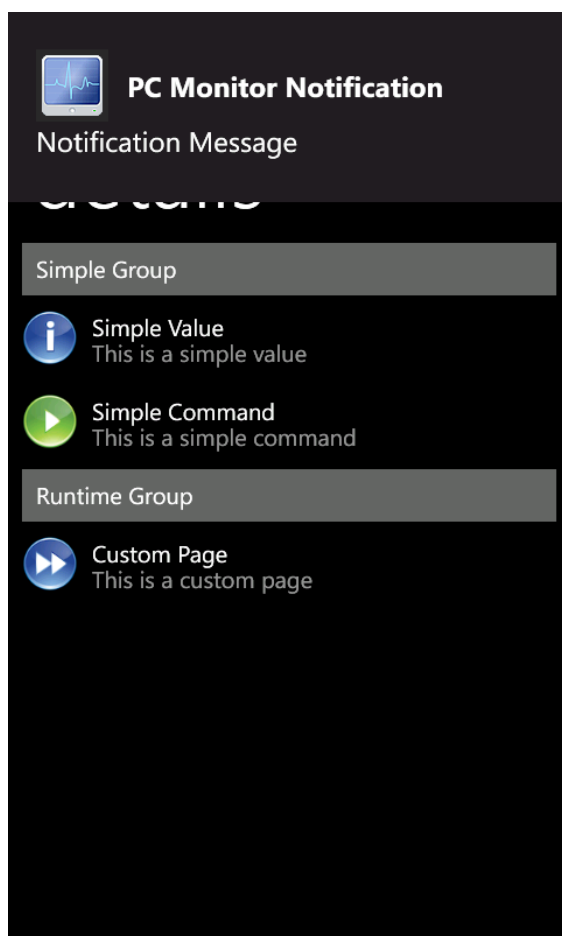 PC Monitor Notification
Notification Message
details
Simple Group
Simple Value
This is a simple value
Simple Command
This is a simple command
Runtime Group
Custom Page
This is a custom page